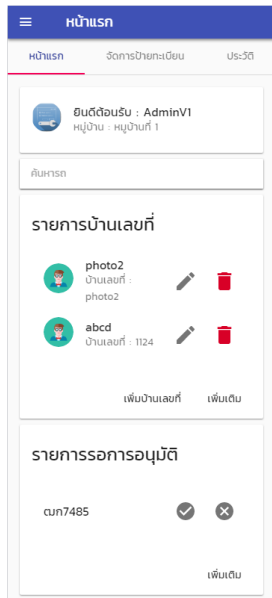 หน้าแรก
หน้าแรก จัดการป้ายทะเบียน ประวัติ
ยินดีต้อนรับ : AdminV1
หมู่บ้าน : หมูบ้านที่ 1
ค้นหารถ
รายการบ้านเลขที่
photo2
บ้านเลขที่ :
photo2
abcd
บ้านเลขที่ : 1124
เพิ่มบ้านเลขที่ เพิ่มเติม
รายการรอการอนุมัติ
ฒก7485
เพิ่มเติม